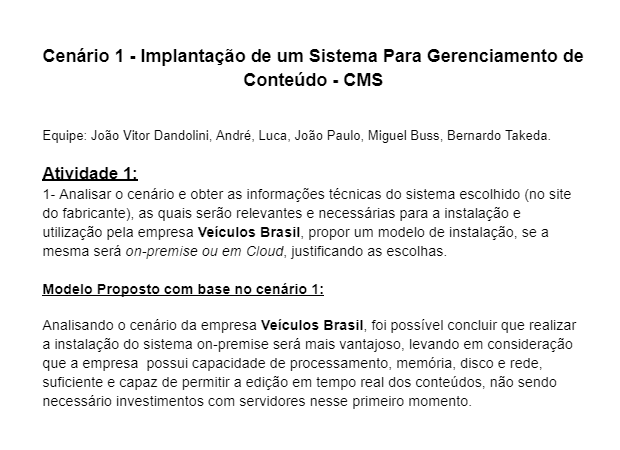 Cenário 1 - Implantação de um Sistema Para Gerenciamento de
Conteúdo - CMS
Equipe: João Vitor Dandolini, André, Luca, João Paulo, Miguel Buss, Bernardo Takeda.
Atividade 1:
1- Analisar o cenário e obter as informações técnicas do sistema escolhido (no site
do fabricante), as quais serão relevantes e necessárias para a instalação e
utilização pela empresa Veículos Brasil, propor um modelo de instalação, se a
mesma será on-premise ou em Cloud, justificando as escolhas.
Modelo Proposto com base no cenário 1:
Analisando o cenário da empresa Veículos Brasil, foi possível concluir que realizar
a instalação do sistema on-premise será mais vantajoso, levando em consideração
que a empresa  possui capacidade de processamento, memória, disco e rede,
suficiente e capaz de permitir a edição em tempo real dos conteúdos, não sendo
necessário investimentos com servidores nesse primeiro momento.